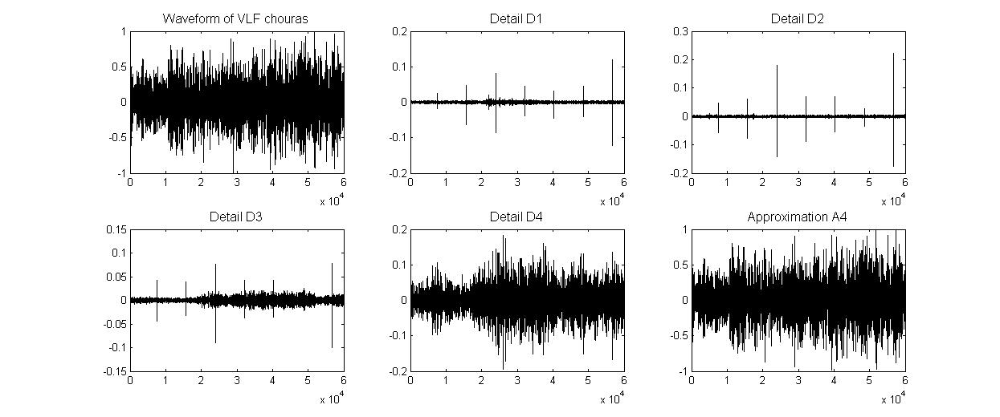 Waveform of VLF chouras
1
0.5
0
-0.5
-1
0 1 2 3 4 5 6
x 10^4
Detail D1
0.2
0.1
0
-0.1
-0.2
0 1 2 3 4 5 6
x 10^4
Detail D2
0.3
0.2
0.1
0
-0.1
-0.2
0 1 2 3 4 5 6
x 10^4
Detail D3
0.15
0.1
0.05
0
-0.05
-0.1
-0.15
0 1 2 3 4 5 6
x 10^4
Detail D4
0.2
0.1
0
-0.1
-0.2
0 1 2 3 4 5 6
x 10^4
Approximation A4
1
0.5
0
-0.5
-1
0 1 2 3 4 5 6
x 10^4